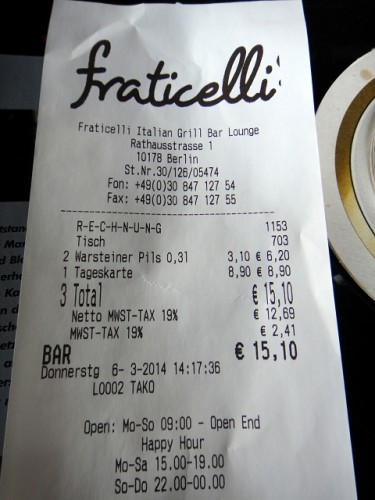 fraticelli
Fraticelli Italian Grill Bar Lounge
Rathausstrasse 1
10178 Berlin
St.Nr.30/126/05474
Fon: +49(0)30 847 127 54
Fax: +49(0)30 847 127 55
R-E-C-H-N-U-N-G 1153
Tisch 703
2 Warsteiner Pils 0,3l 3,10 € 6,20
1 Tageskarte 8,90 € 8,90
3 Total € 15,10
Netto MWST-TAX 19% € 12,69
MWST-TAX 19% € 2,41
BAR € 15,10
Donnerstg 6- 3-2014 14:17:36
L0002 TAKO
Open: Mo-So 09:00 - Open End
Happy Hour
Mo-Sa 15.00-19.00
So-Do 22.00-00.00